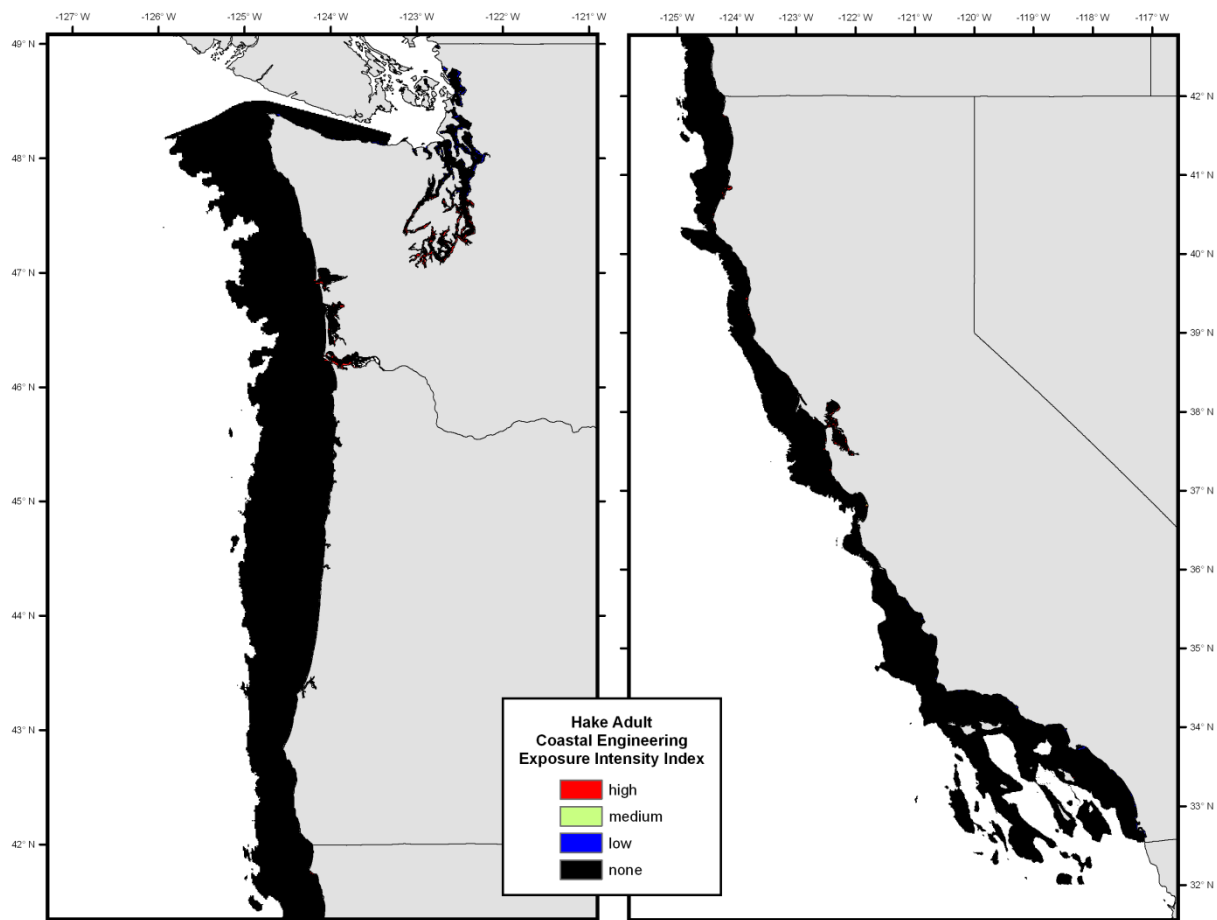 -127° W -126° W -125° W -124° W -123° W -122° W -121° W
-125° W -124° W -123° W -122° W -121° W -120° W -119° W -118° W -117° W
49° N
48° N
47° N
46° N
45° N
44° N
43° N
42° N
42° N
41° N
40° N
39° N
38° N
37° N
36° N
35° N
34° N
33° N
32° N
Hake Adult
Coastal Engineering
Exposure Intensity Index
high
medium
low
none